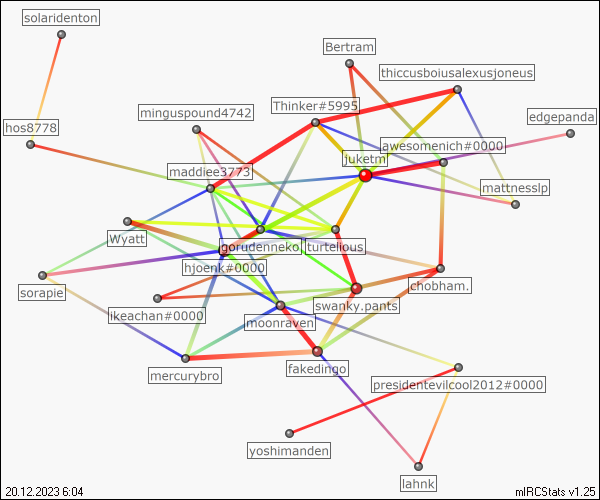 solaridenton
Bertram
thiccusboiusalexusjoneus
Thinker#5995
minguspound4742
edgepanda
hos8778
awesomenich#0000
juketm
maddiee3773
mattnesslp
Wyatt
gorudenneko
turtelious
hjoenk#0000
chobham.
sorapie
swanky.pants
ikeachan#0000
moonraven
fakedingo
mercurybro
presidentevilcool2012#0000
yoshimanden
lahnk
20.12.2023 6:04
mIRCStats v1.25